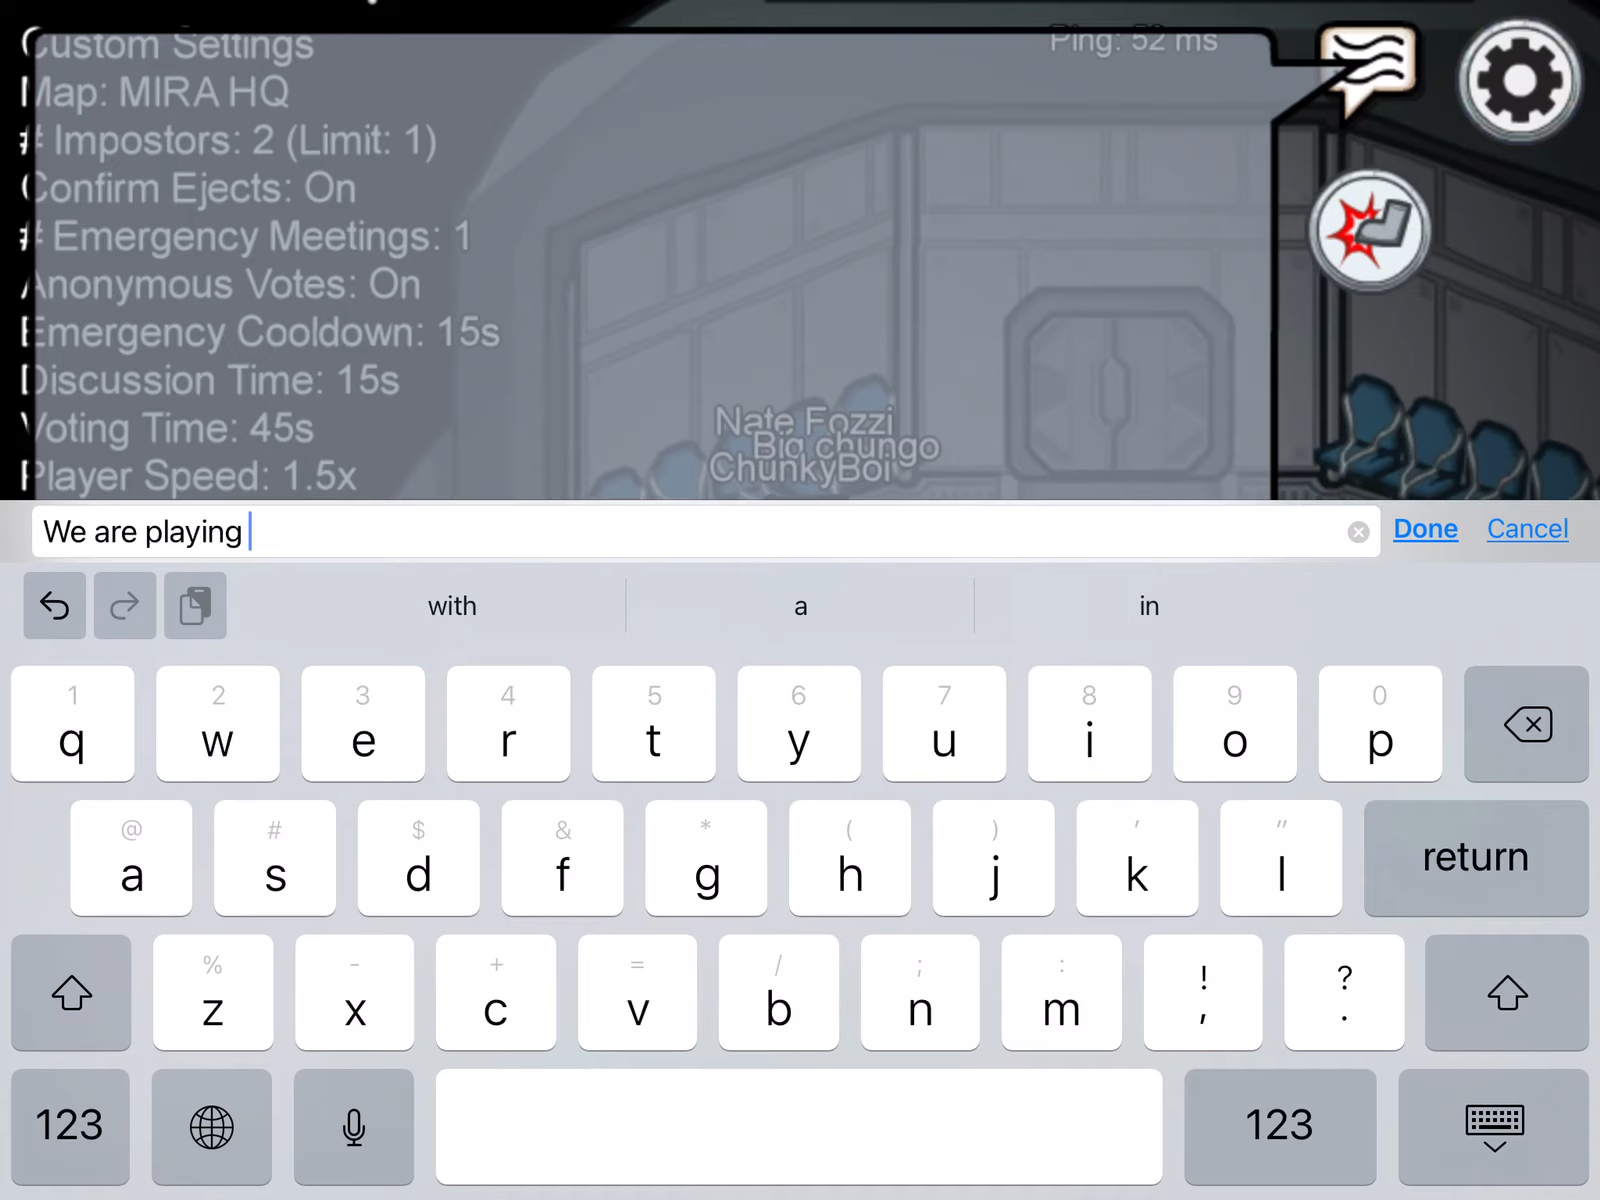 Custom Settings
Ping: 52 ms
Map: MIRA HQ
# Impostors: 2 (Limit: 1)
Confirm Ejects: On
# Emergency Meetings: 1
Anonymous Votes: On
Emergency Cooldown: 15s
Discussion Time: 15s
Voting Time: 45s
Player Speed: 1.5x
Nate Fozzi
Big chungo
ChunkyBoi
We are playing
Done Cancel
with a in
1 2 3 4 5 6 7 8 9 0
q w e r t y u i o p
@ # $ & * ( ) ' "
a s d f g h j k l return
% - + = / ; : ! ?
z x c v b n m , .
123 123